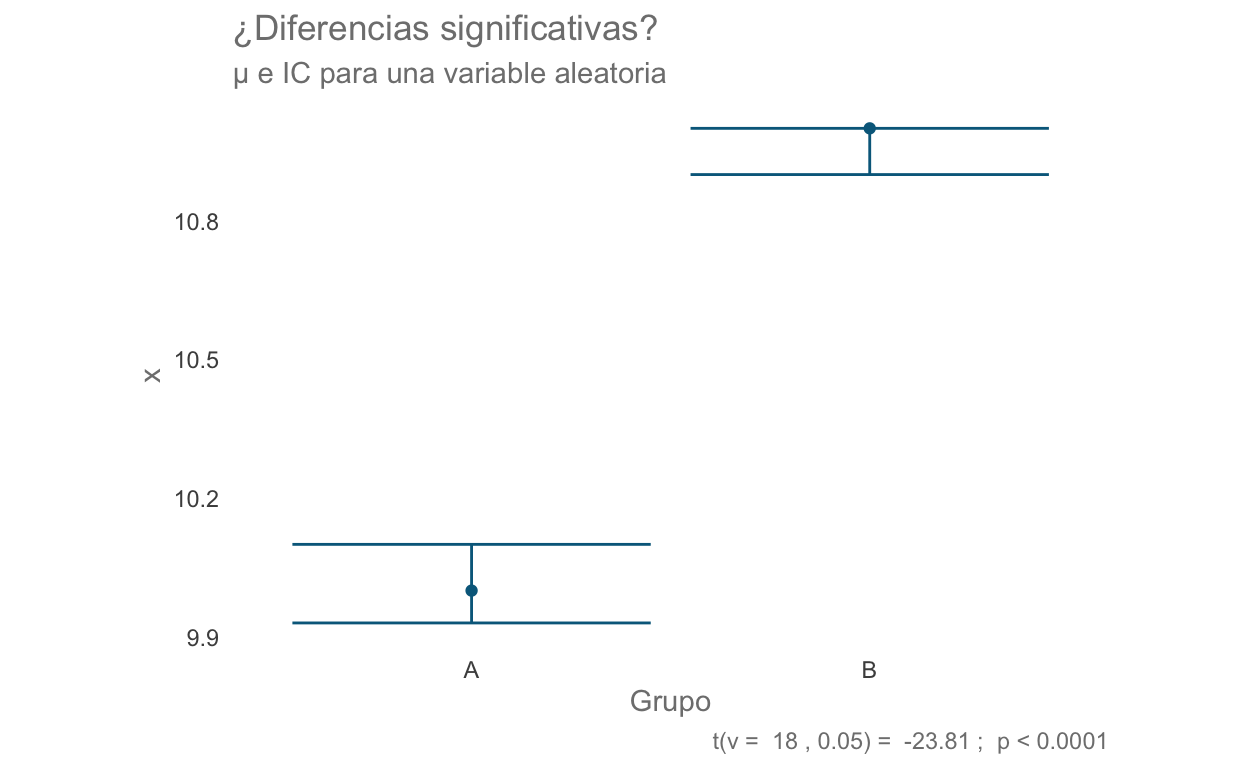 ¿Diferencias significativas?
μ e IC para una variable aleatoria
10.8
10.5
x
10.2
9.9
A
B
Grupo
t(v = 18 , 0.05) = -23.81 ; p < 0.0001